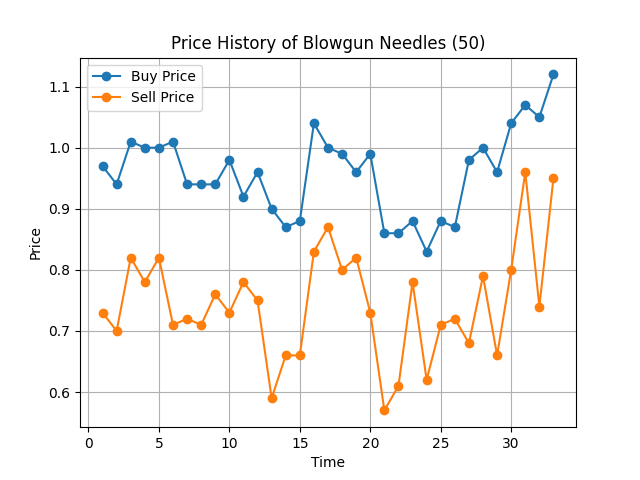 Price History of Blowgun Needles (50)
Buy Price
Sell Price
1.1
1.0
0.9
0.8
0.7
0.6
Price
0 5 10 15 20 25 30
Time